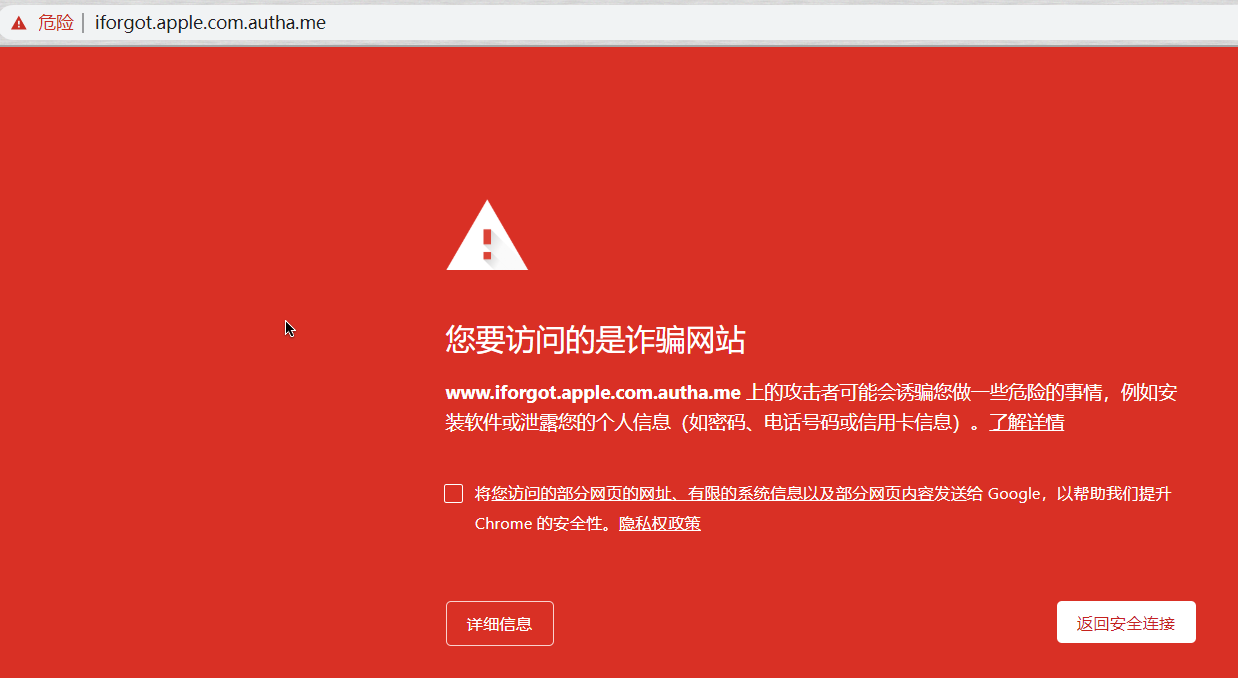 危险 | iforgot.apple.com.autha.me
您要访问的是诈骗网站
www.iforgot.apple.com.autha.me 上的攻击者可能会诱骗您做一些危险的事情，例如安
装软件或泄露您的个人信息（如密码、电话号码或信用卡信息）。了解详情
将您访问的部分网页的网址、有限的系统信息以及部分网页内容发送给 Google，以帮助我们提升
Chrome 的安全性。隐私权政策
详细信息
返回安全连接